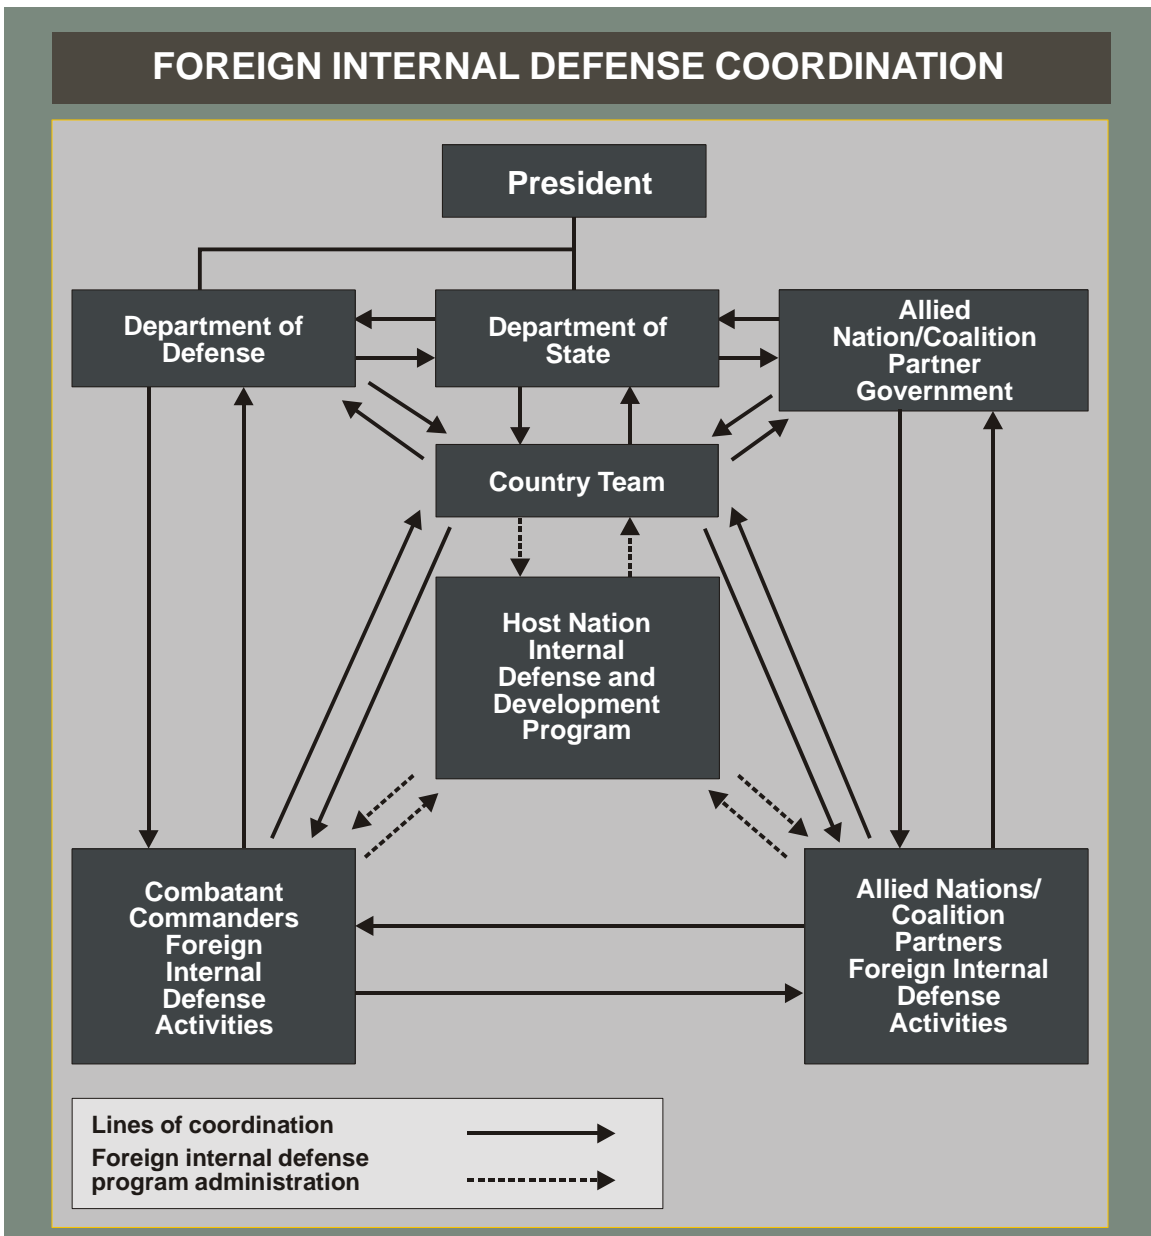 FOREIGN INTERNAL DEFENSE COORDINATION
President
Department of
Defense
Department of
State
Allied
Nation/Coalition
Partner
Government
Country Team
Host Nation
Internal
Defense and
Development
Program
Combatant
Commanders
Foreign
Internal
Defense
Activities
Allied Nations/
Coalition
Partners
Foreign Internal
Defense
Activities
Lines of coordination
Foreign internal defense
program administration